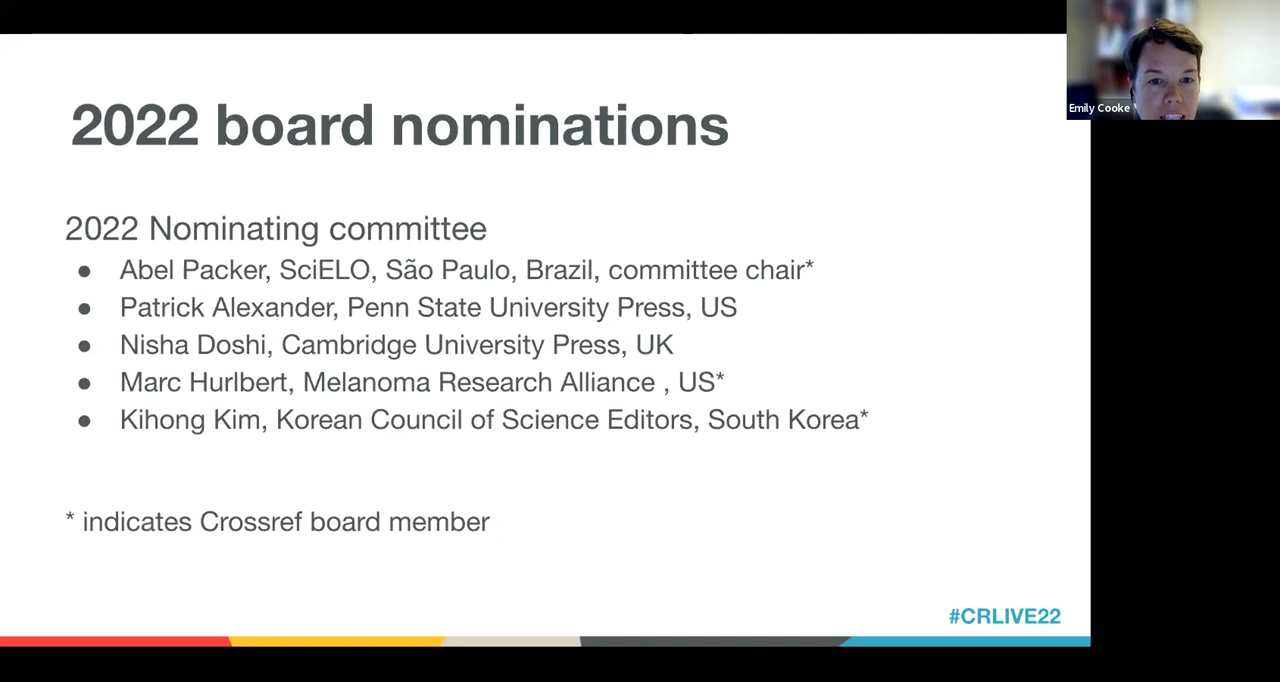 2022 board nominations
Emily Cooke
2022 Nominating committee
● Abel Packer, SciELO, São Paulo, Brazil, committee chair*
● Patrick Alexander, Penn State University Press, US
● Nisha Doshi, Cambridge University Press, UK
● Marc Hurlbert, Melanoma Research Alliance , US*
● Kihong Kim, Korean Council of Science Editors, South Korea*
* indicates Crossref board member
#CRLIVE22